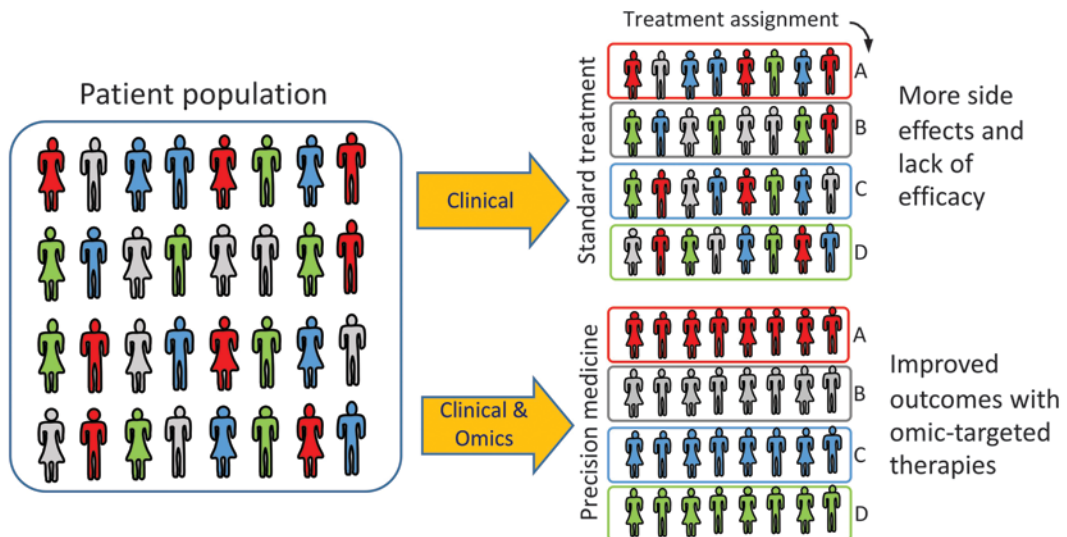 Patient population
Clinical
Clinical &
Omics
Treatment assignment
Standard treatment
A
B
C
D
More side
effects and
lack of
efficacy
Precision medicine
A
B
C
D
Improved
outcomes with
omic-targeted
therapies